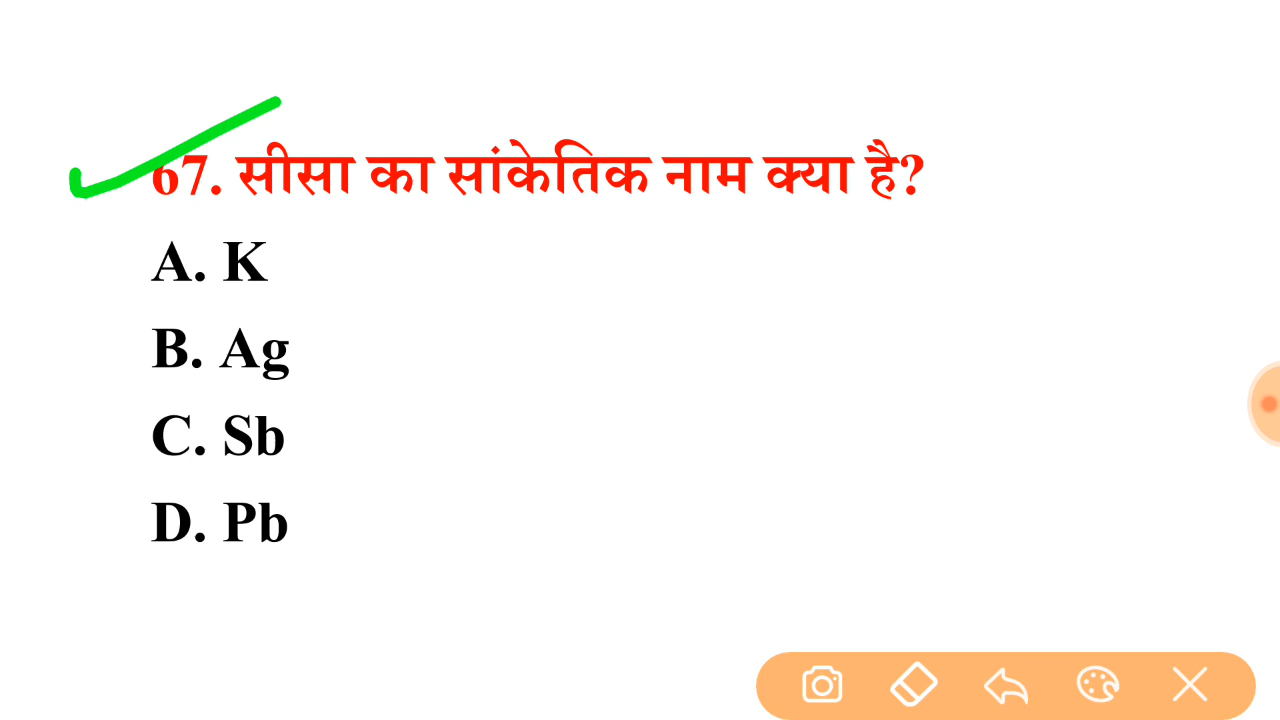 67. सीसा का सांकेतिक नाम क्या है?
A. K
B. Ag
C. Sb
D. Pb